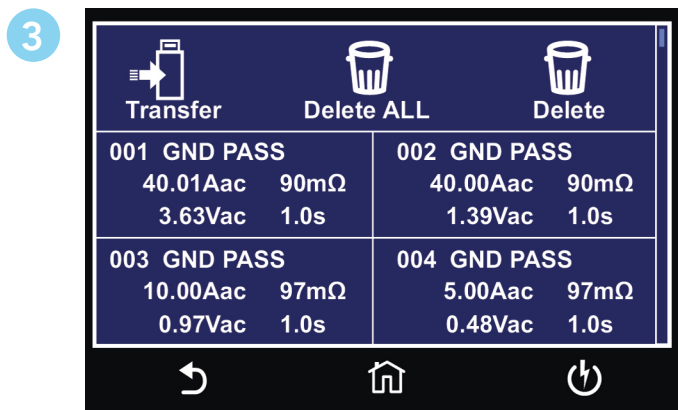 3
Transfer Delete ALL Delete
001 GND PASS
40.01Aac 90mΩ
3.63Vac 1.0s
002 GND PASS
40.00Aac 90mΩ
1.39Vac 1.0s
003 GND PASS
10.00Aac 97mΩ
0.97Vac 1.0s
004 GND PASS
5.00Aac 97mΩ
0.48Vac 1.0s